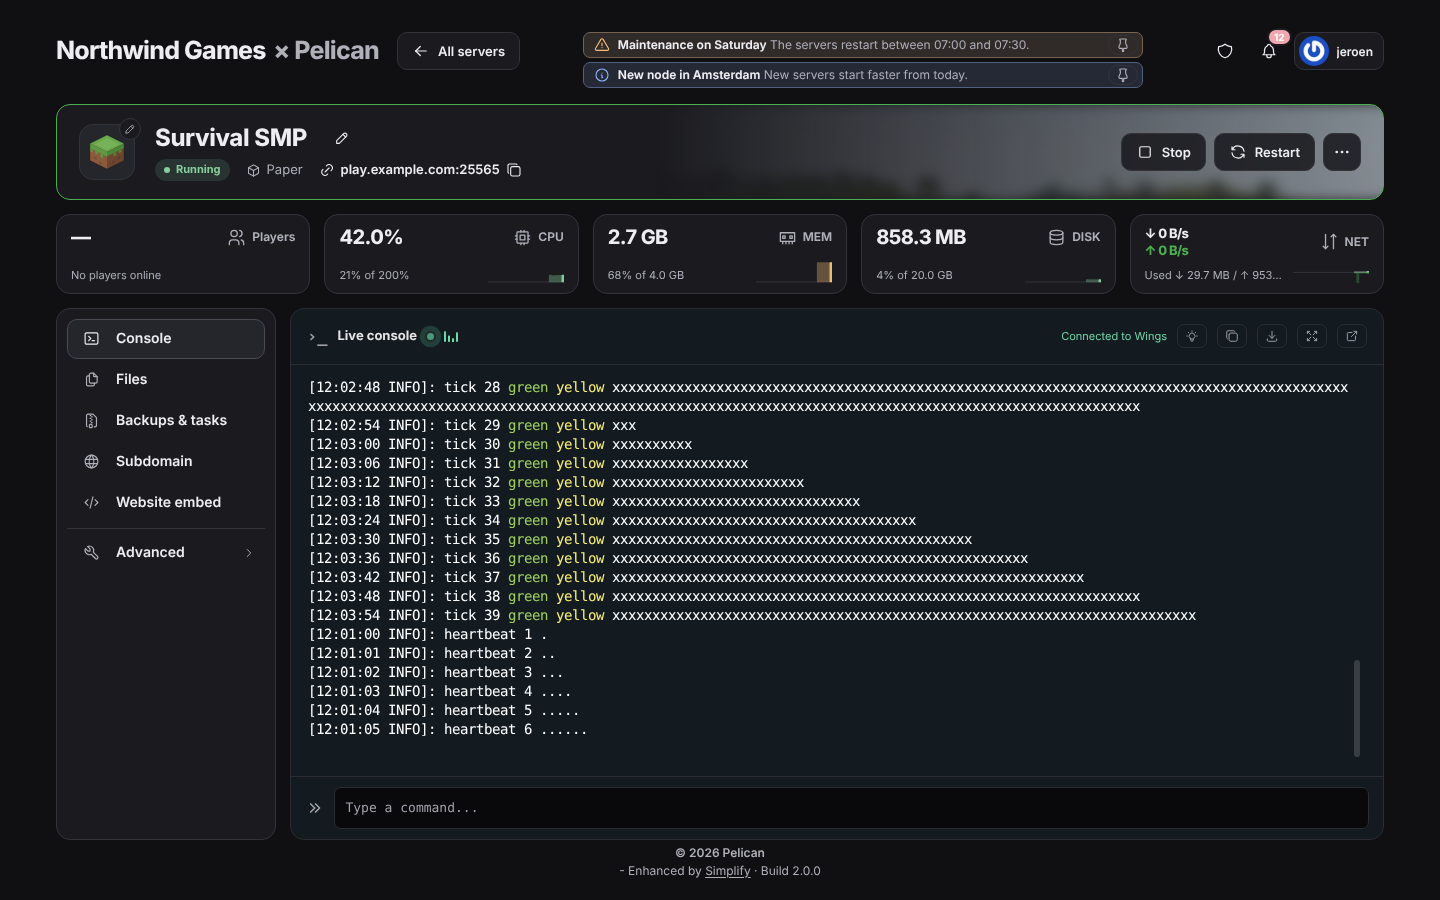 Northwind Games × Pelican
All servers
Maintenance on Saturday The servers restart between 07:00 and 07:30.
New node in Amsterdam New servers start faster from today.
12
jeroen
Survival SMP
Running
Paper
play.example.com:25565
Stop
Restart
— Players
No players online
42.0% CPU
21% of 200%
2.7 GB MEM
68% of 4.0 GB
858.3 MB DISK
4% of 20.0 GB
↓ 0 B/s
↑ 0 B/s
NET
Used ↓ 29.7 MB / ↑ 953...
Console
Files
Backups & tasks
Subdomain
Website embed
Advanced
Live console
Connected to Wings
[12:02:48 INFO]: tick 28 green yellow xxxxxxxxxxxxxxxxxxxxxxxxxxxxxxxxxxxxxxxxxxxxxxxxxxxxxxxxxxxxxxxxxxxxxxxxxxxxxxxxxxxxxxxxxxxx
xxxxxxxxxxxxxxxxxxxxxxxxxxxxxxxxxxxxxxxxxxxxxxxxxxxxxxxxxxxxxxxxxxxxxxxxxxxxxxxxxxxxxxxxxxxxxxxxxxxxxxxx
[12:02:54 INFO]: tick 29 green yellow xxx
[12:03:00 INFO]: tick 30 green yellow xxxxxxxxxx
[12:03:06 INFO]: tick 31 green yellow xxxxxxxxxxxxxxxxx
[12:03:12 INFO]: tick 32 green yellow xxxxxxxxxxxxxxxxxxxxxxxx
[12:03:18 INFO]: tick 33 green yellow xxxxxxxxxxxxxxxxxxxxxxxxxxxxxxx
[12:03:24 INFO]: tick 34 green yellow xxxxxxxxxxxxxxxxxxxxxxxxxxxxxxxxxxxxxx
[12:03:30 INFO]: tick 35 green yellow xxxxxxxxxxxxxxxxxxxxxxxxxxxxxxxxxxxxxxxxxxxxx
[12:03:36 INFO]: tick 36 green yellow xxxxxxxxxxxxxxxxxxxxxxxxxxxxxxxxxxxxxxxxxxxxxxxxxxxx
[12:03:42 INFO]: tick 37 green yellow xxxxxxxxxxxxxxxxxxxxxxxxxxxxxxxxxxxxxxxxxxxxxxxxxxxxxxxxxxx
[12:03:48 INFO]: tick 38 green yellow xxxxxxxxxxxxxxxxxxxxxxxxxxxxxxxxxxxxxxxxxxxxxxxxxxxxxxxxxxxxxxxxxx
[12:03:54 INFO]: tick 39 green yellow xxxxxxxxxxxxxxxxxxxxxxxxxxxxxxxxxxxxxxxxxxxxxxxxxxxxxxxxxxxxxxxxxxxxxxxxx
[12:01:00 INFO]: heartbeat 1 .
[12:01:01 INFO]: heartbeat 2 ..
[12:01:02 INFO]: heartbeat 3 ...
[12:01:03 INFO]: heartbeat 4 ....
[12:01:04 INFO]: heartbeat 5 .....
[12:01:05 INFO]: heartbeat 6 ......
Type a command...
© 2026 Pelican
- Enhanced by Simplify · Build 2.0.0